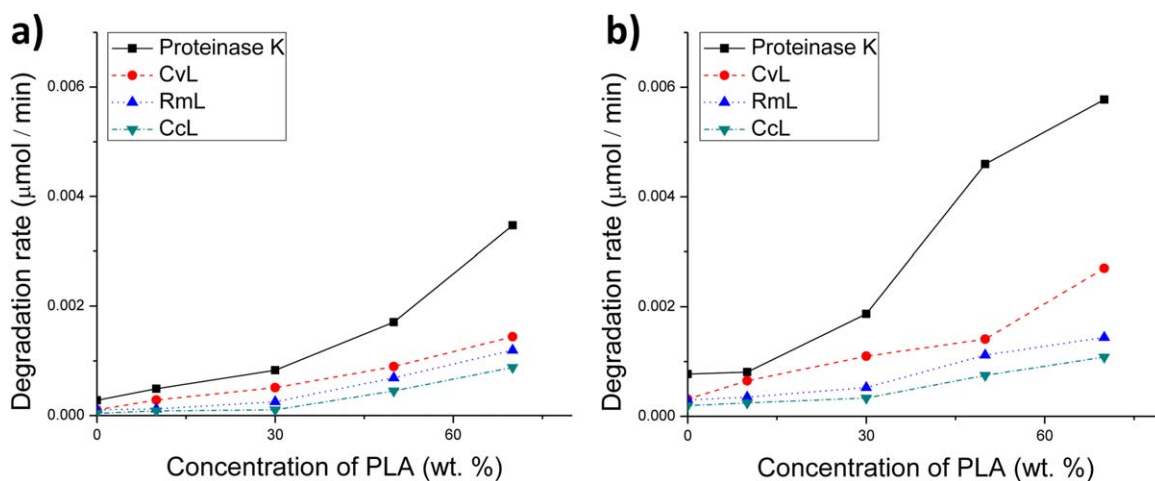 a)
Proteinase K
CvL
RmL
CcL
0.006
0.004
0.002
0.000
Degradation rate (μmol / min)
0
30
60
Concentration of PLA (wt. %)
b)
Proteinase K
CvL
RmL
CcL
0.006
0.004
0.002
0.000
Degradation rate (μmol / min)
0
30
60
Concentration of PLA (wt. %)